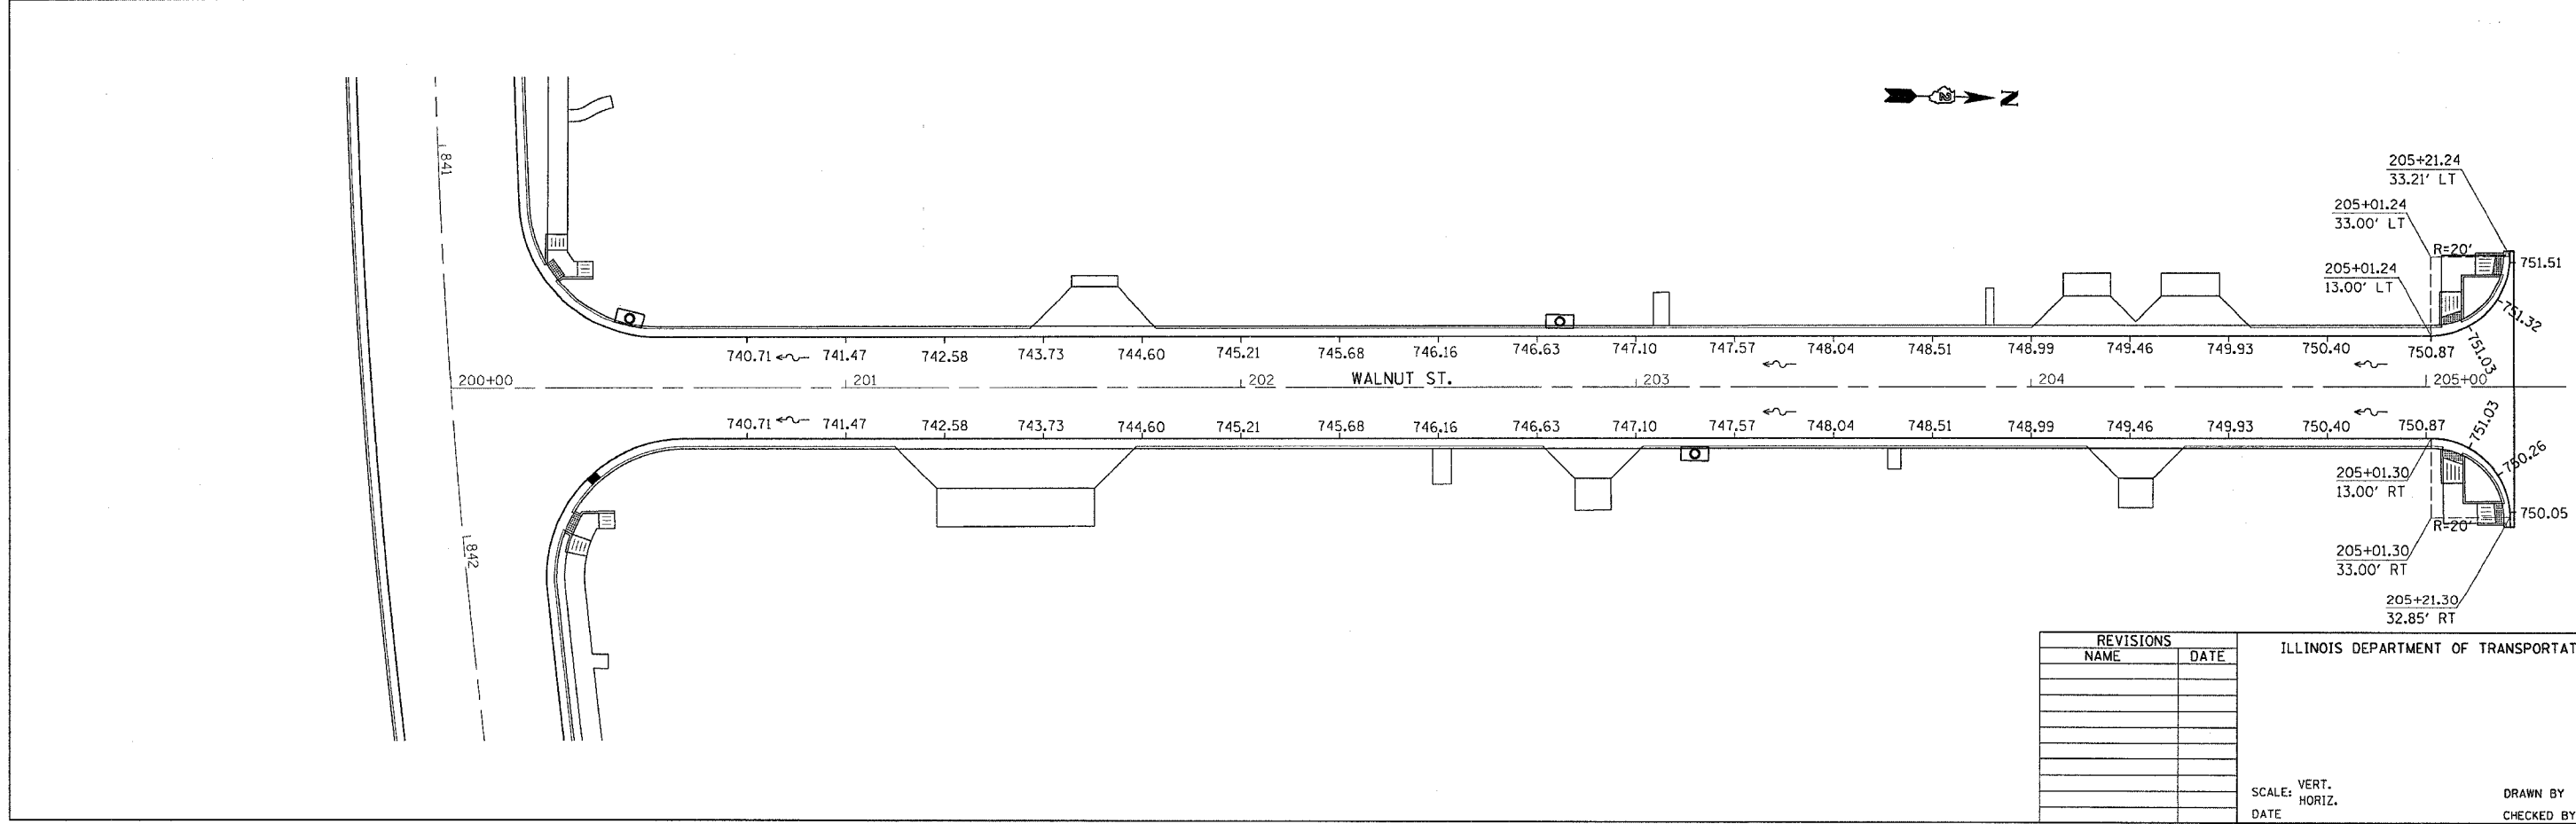 N
841
205+21.24
33.21' LT
205+01.24
33.00' LT
R=20'
205+01.24
13.00' LT
751.51
751.32
751.03
740.71 741.47 742.58 743.73 744.60 745.21 745.68 746.16 746.63 747.10 747.57 748.04 748.51 748.99 749.46 749.93 750.40 750.87
200+00 201 202 WALNUT ST. 203 204 205+00
740.71 741.47 742.58 743.73 744.60 745.21 745.68 746.16 746.63 747.10 747.57 748.04 748.51 748.99 749.46 749.93 750.40 750.87
751.03
750.26
750.05
205+01.30
13.00' RT
R=20'
842
205+01.30
33.00' RT
205+21.30
32.85' RT
REVISIONS
NAME DATE
ILLINOIS DEPARTMENT OF TRANSPORTAT
SCALE: VERT.
HORIZ.
DATE
DRAWN BY
CHECKED BY